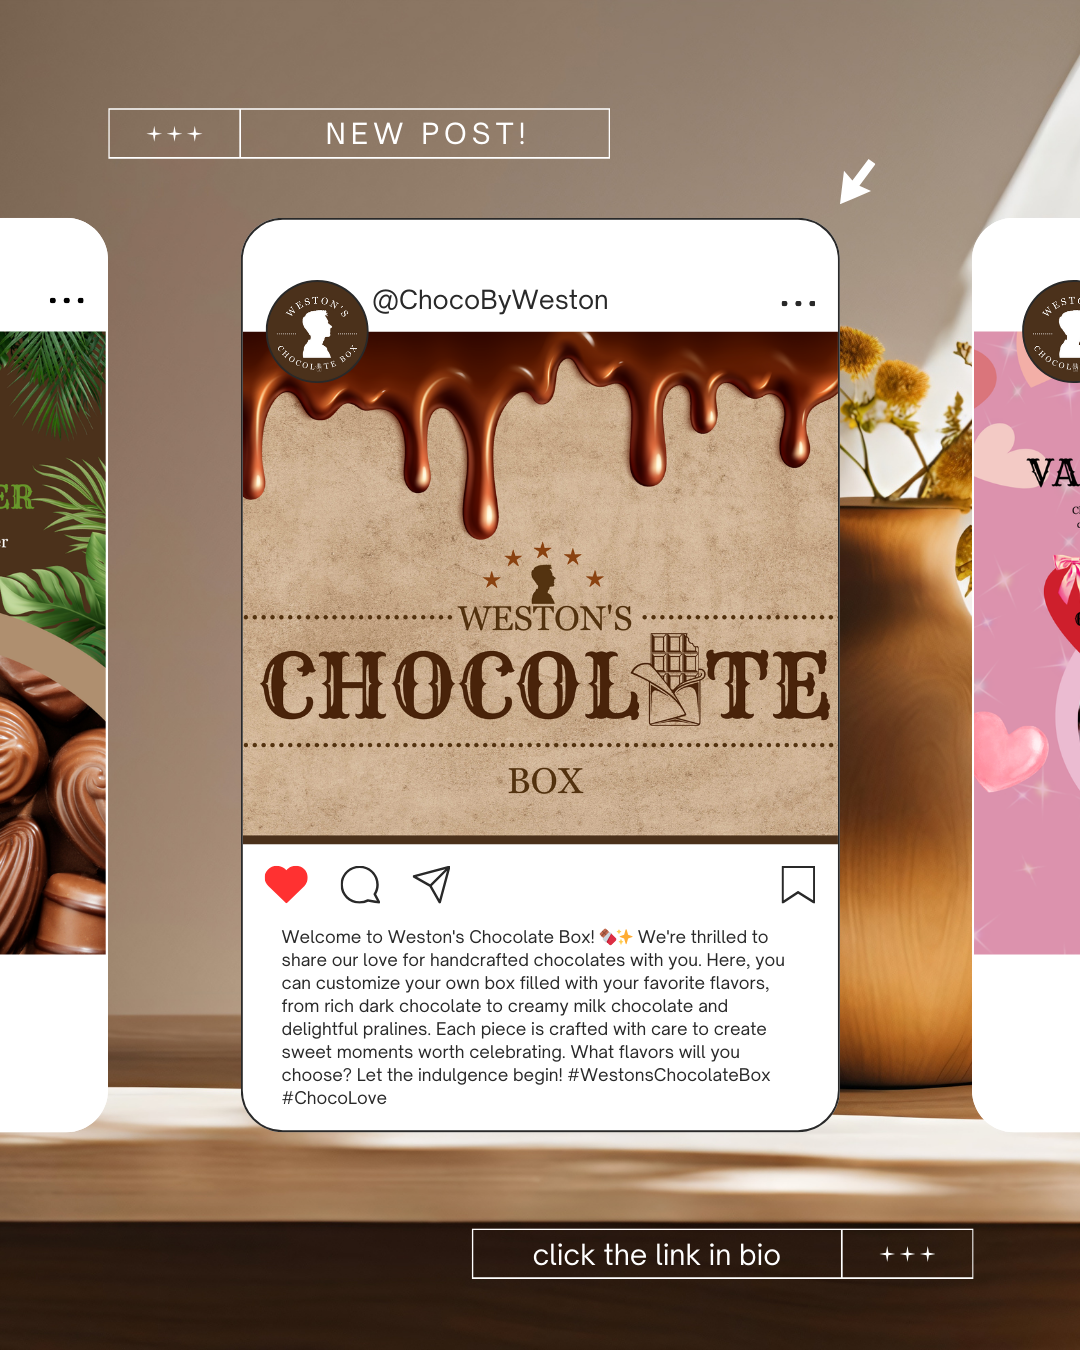 +++ NEW POST!
@ChocoByWeston
WESTON'S
CHOCOLATE BOX
WESTON'S
CHOCOLATE
BOX
Welcome to Weston's Chocolate Box! 🍫✨ We're thrilled to
share our love for handcrafted chocolates with you. Here, you
can customize your own box filled with your favorite flavors,
from rich dark chocolate to creamy milk chocolate and
delightful pralines. Each piece is crafted with care to create
sweet moments worth celebrating. What flavors will you
choose? Let the indulgence begin! #WestonsChocolateBox
#ChocoLove
click the link in bio +++